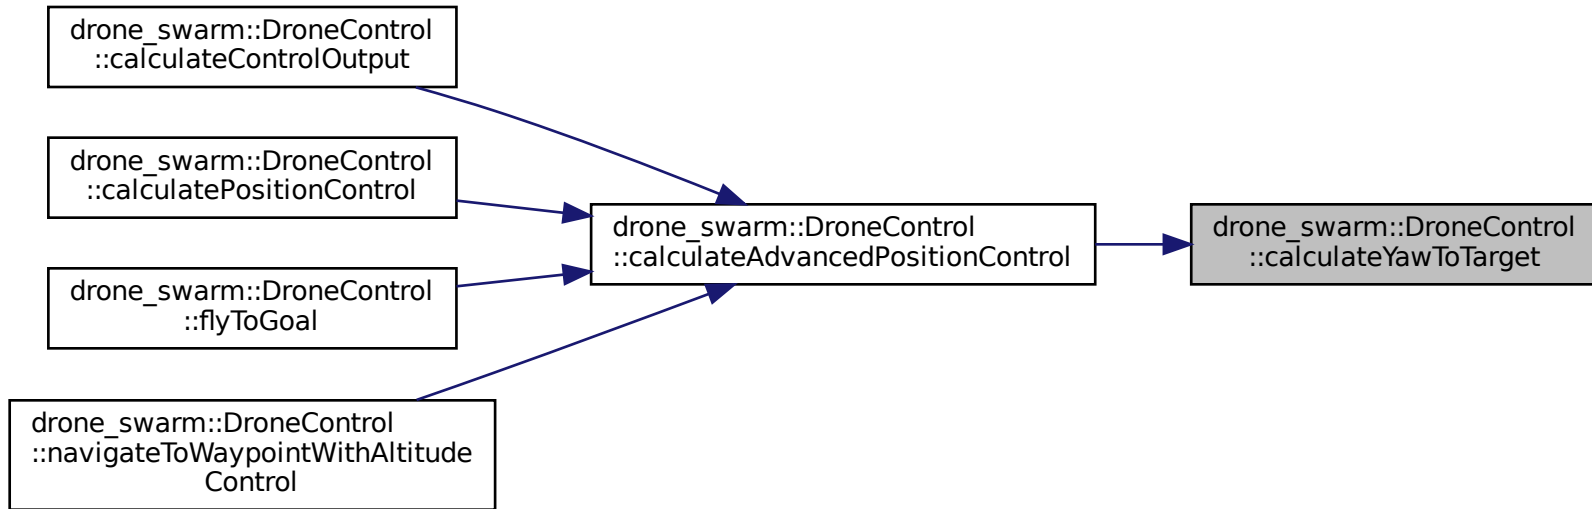 drone_swarm::DroneControl
::calculateControlOutput
drone_swarm::DroneControl
::calculatePositionControl
drone_swarm::DroneControl
::flyToGoal
drone_swarm::DroneControl
::navigateToWaypointWithAltitude
Control
drone_swarm::DroneControl
::calculateAdvancedPositionControl
drone_swarm::DroneControl
::calculateYawToTarget